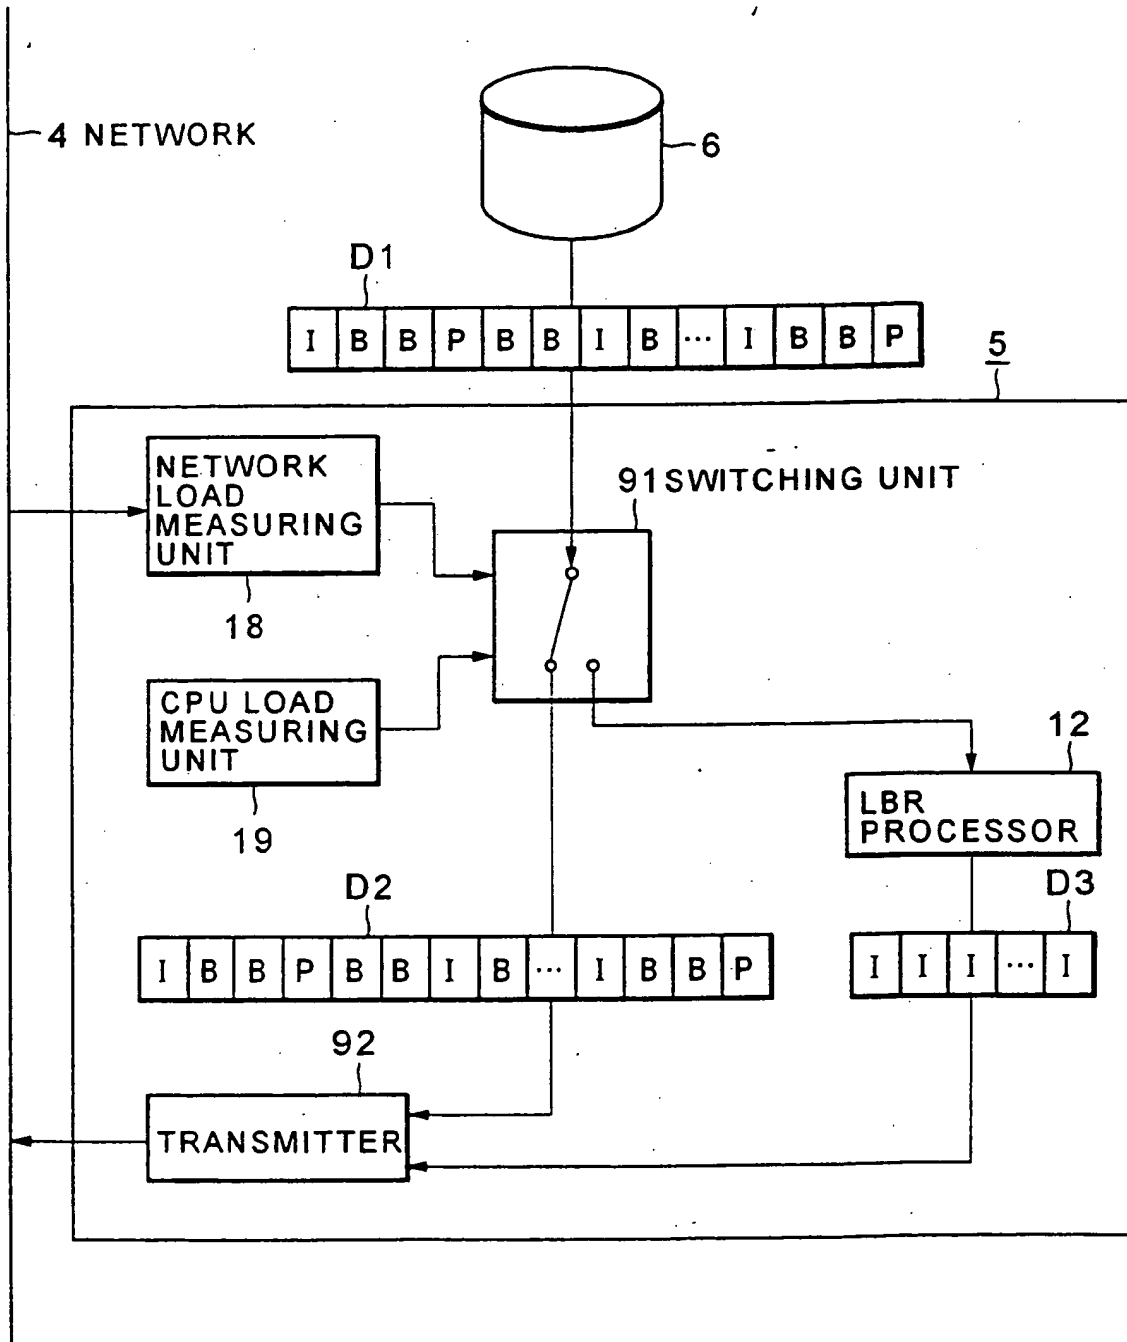 4 NETWORK
6
D1
I B B P B B I B ... I B B P
5
NETWORK
LOAD
MEASURING
UNIT
18
91 SWITCHING UNIT
CPU LOAD
MEASURING
UNIT
19
12
LBR
PROCESSOR
D2
I B B P B B I B ... I B B P
D3
I I I ... I
92
TRANSMITTER